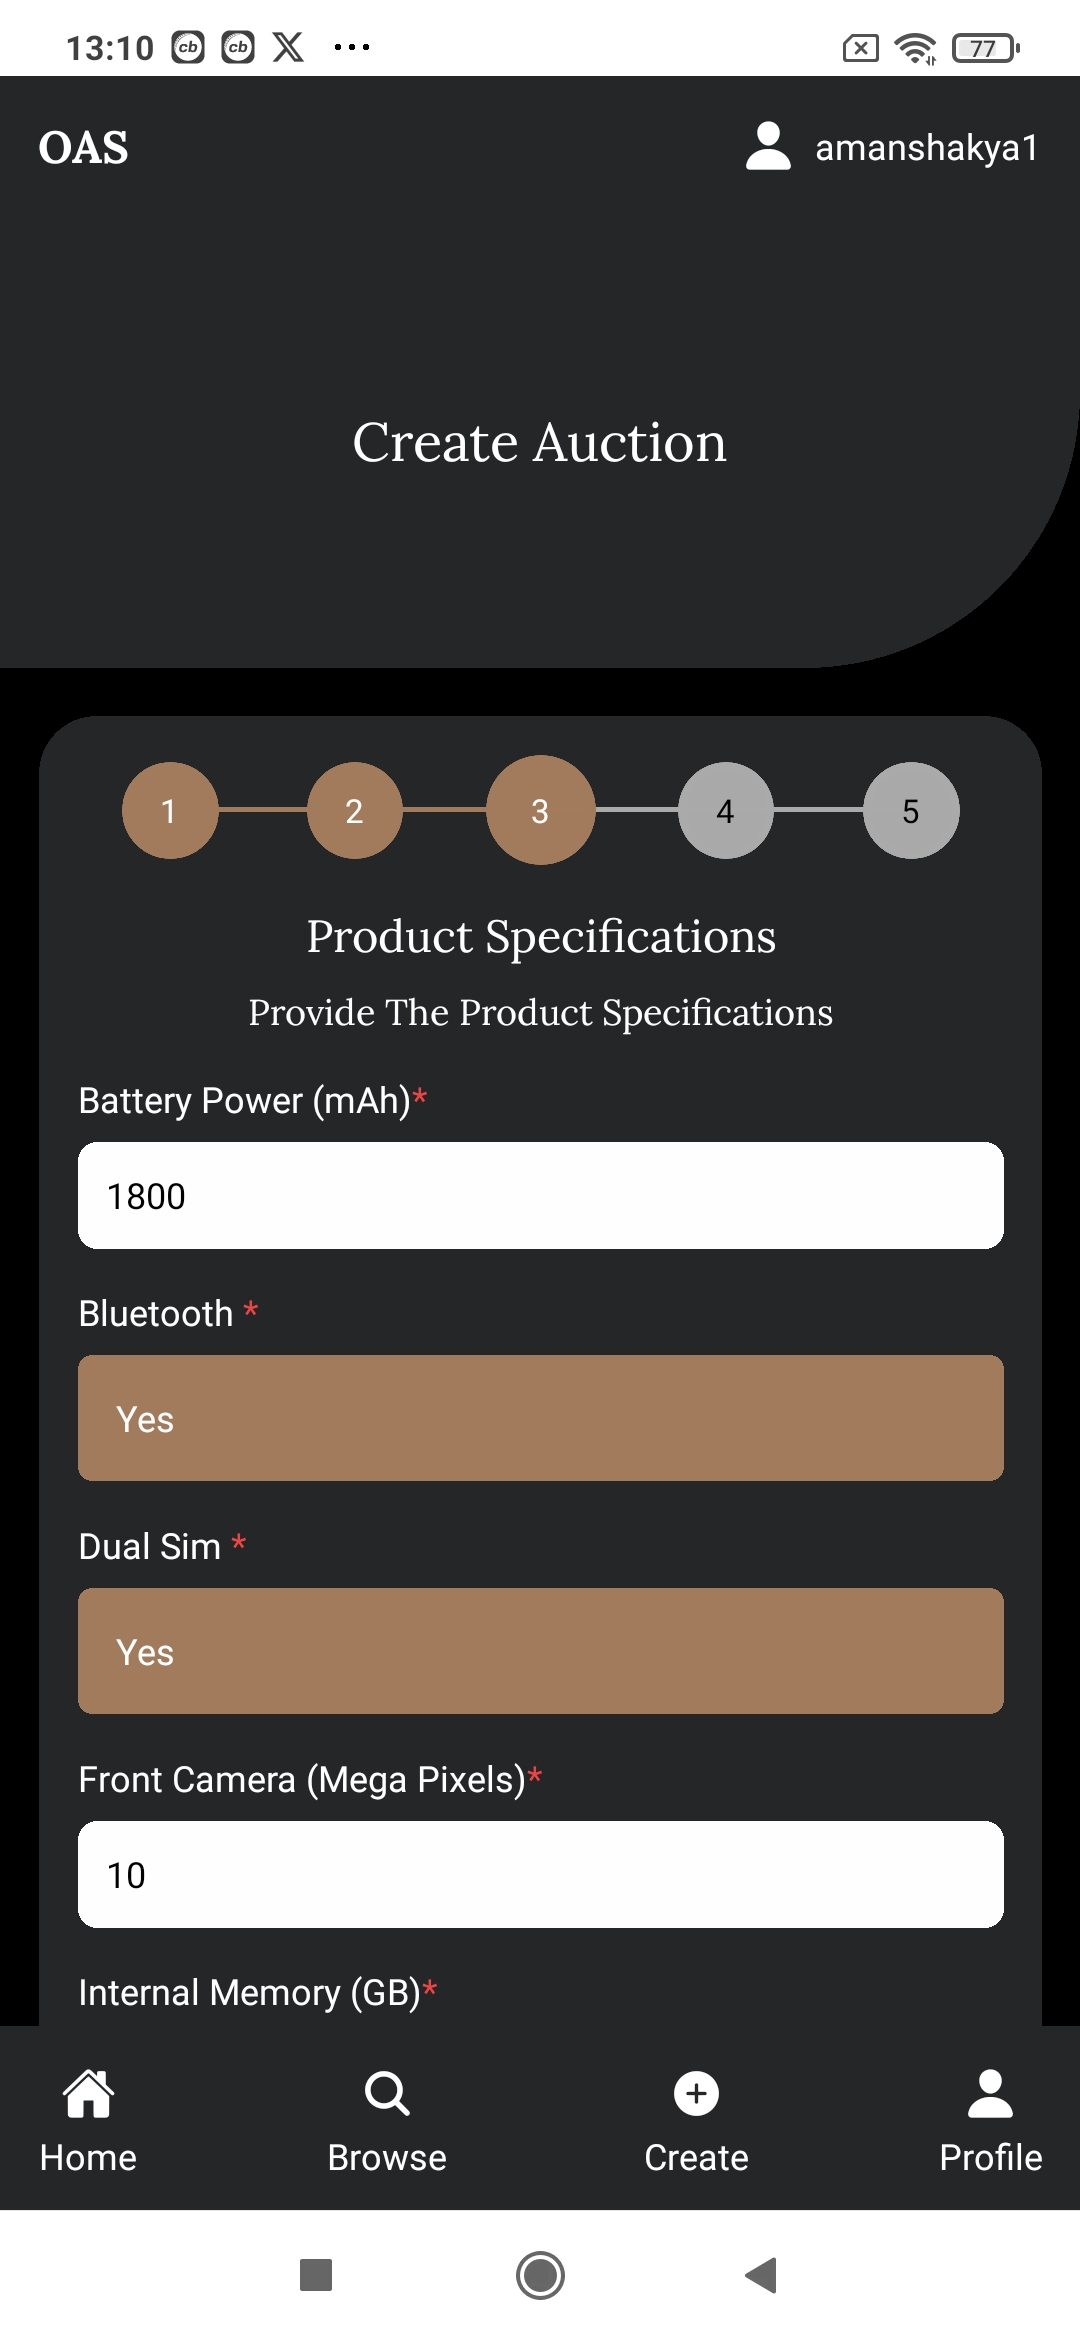 13:10 cb cb X ... 77
OAS amanshakya1
Create Auction
1 2 3 4 5
Product Specifications
Provide The Product Specifications
Battery Power (mAh)*
1800
Bluetooth *
Yes
Dual Sim *
Yes
Front Camera (Mega Pixels)*
10
Internal Memory (GB)*
Home Browse Create Profile